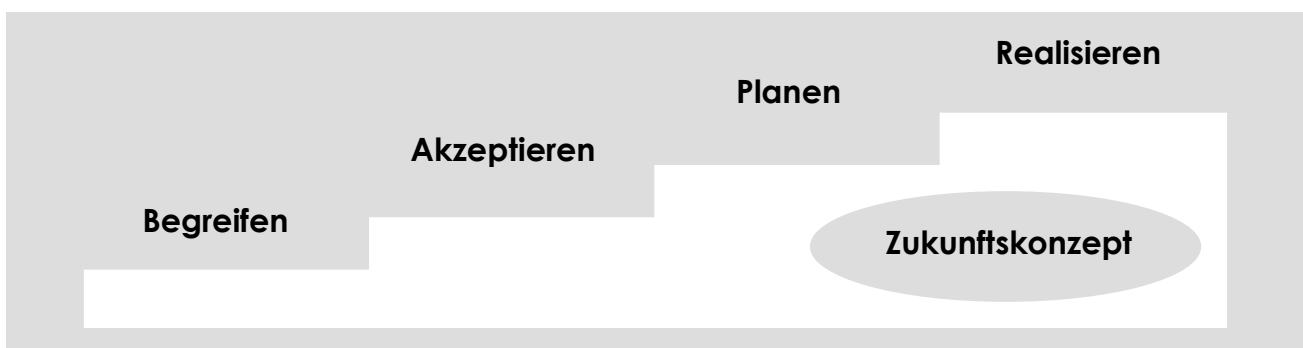 Realisieren
Planen
Akzeptieren
Begreifen
Zukunftskonzept